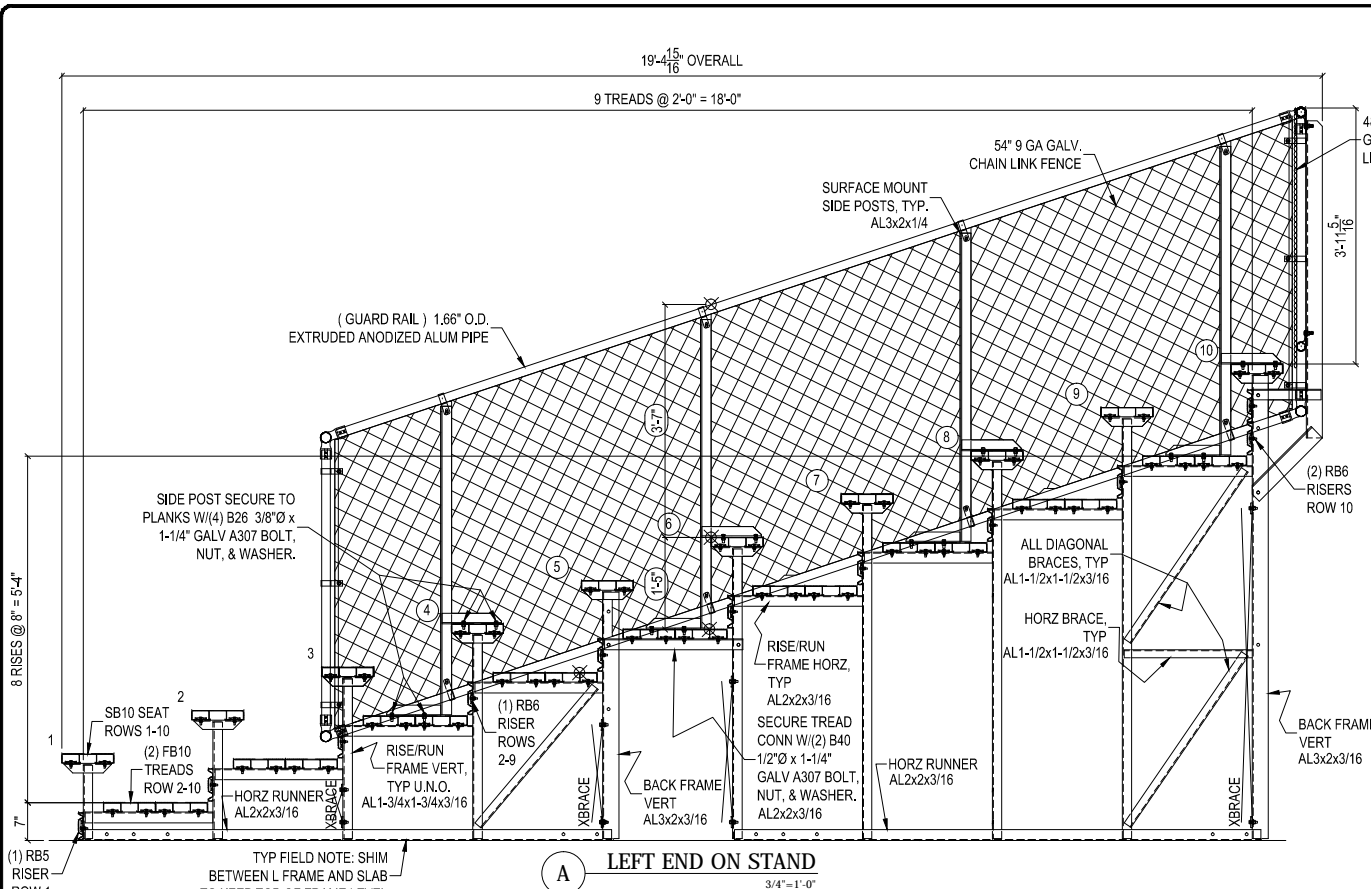 19'-4 15/16" OVERALL
9 TREADS @ 2'-0" = 18'-0"
54" 9 GA GALV.
CHAIN LINK FENCE
SURFACE MOUNT
SIDE POSTS, TYP.
AL3x2x1/4
3'-11 5/16"
( GUARD RAIL ) 1.66" O.D.
EXTRUDED ANODIZED ALUM PIPE
3'-7"
1'-5"
10
9
8
7
6
5
4
3
2
1
SIDE POST SECURE TO
PLANKS W/(4) B26 3/8"Ø x
1-1/4" GALV A307 BOLT,
NUT, & WASHER.
(2) RB6
RISERS
ROW 10
8 RISES @ 8" = 5'-4"
7"
ALL DIAGONAL
BRACES, TYP
AL1-1/2x1-1/2x3/16
HORZ BRACE,
TYP
AL1-1/2x1-1/2x3/16
RISE/RUN
FRAME HORZ,
TYP
AL2x2x3/16
SECURE TREAD
CONN W/(2) B40
1/2"Ø x 1-1/4"
GALV A307 BOLT,
NUT, & WASHER.
AL2x2x3/16
(1) RB6
RISER
ROWS
2-9
SB10 SEAT
ROWS 1-10
(2) FB10
TREADS
ROW 2-10
HORZ RUNNER
AL2x2x3/16
XBRACE
RISE/RUN
FRAME VERT,
TYP U.N.O.
AL1-3/4x1-3/4x3/16
BACK FRAME
VERT
AL3x2x3/16
HORZ RUNNER
AL2x2x3/16
XBRACE
BACK FRAME
VERT
AL3x2x3/16
(1) RB5
RISER
TYP FIELD NOTE: SHIM
BETWEEN L FRAME AND SLAB
A
LEFT END ON STAND
3/4"=1'-0"